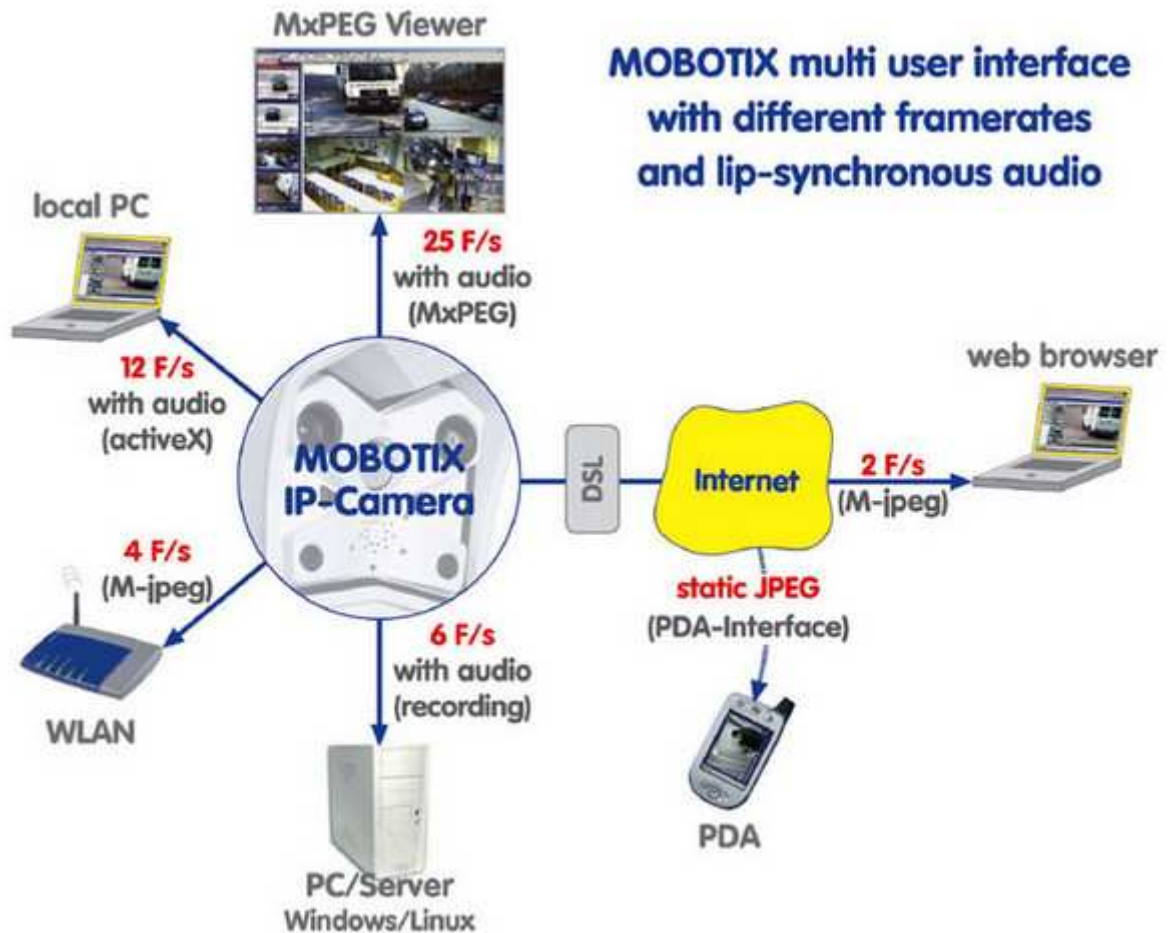 MxPEG Viewer
MOBOTIX multi user interface
with different framerates
and lip-synchronous audio
local PC
25 F/s
with audio
(MxPEG)
12 F/s
with audio
(activeX)
web browser
MOBOTIX
IP-Camera
DSL
Internet
2 F/s
(M-jpeg)
4 F/s
(M-jpeg)
static JPEG
(PDA-Interface)
6 F/s
with audio
(recording)
WLAN
PDA
PC/Server
Windows/Linux